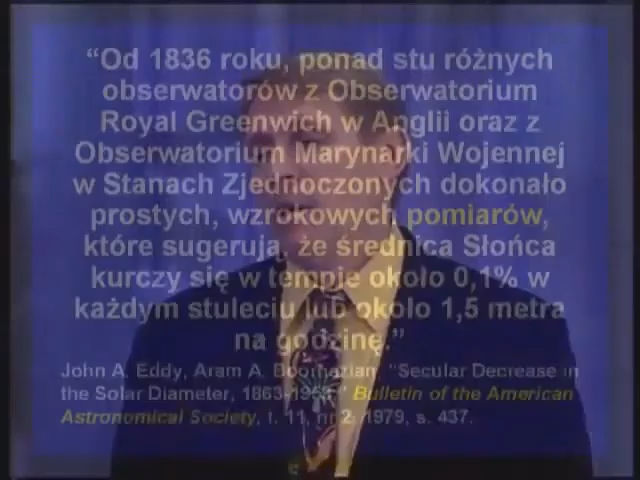 “Od 1836 roku, ponad stu różnych
obserwatorów z Obserwatorium
Royal Greenwich w Anglii oraz z
Obserwatorium Marynarki Wojennej
w Stanach Zjednoczonych dokonało
prostych, wzrokowych pomiarów,
które sugerują, że średnica Słońca
kurczy się w tempie około 0,1% w
każdym stuleciu lub około 1,5 metra
na godzinę.”
John A. Eddy, Aram A. Boornazian, “Secular Decrease in
the Solar Diameter, 1863-1953,” Bulletin of the American
Astronomical Society, t. 11, nr 2, 1979, s. 437.